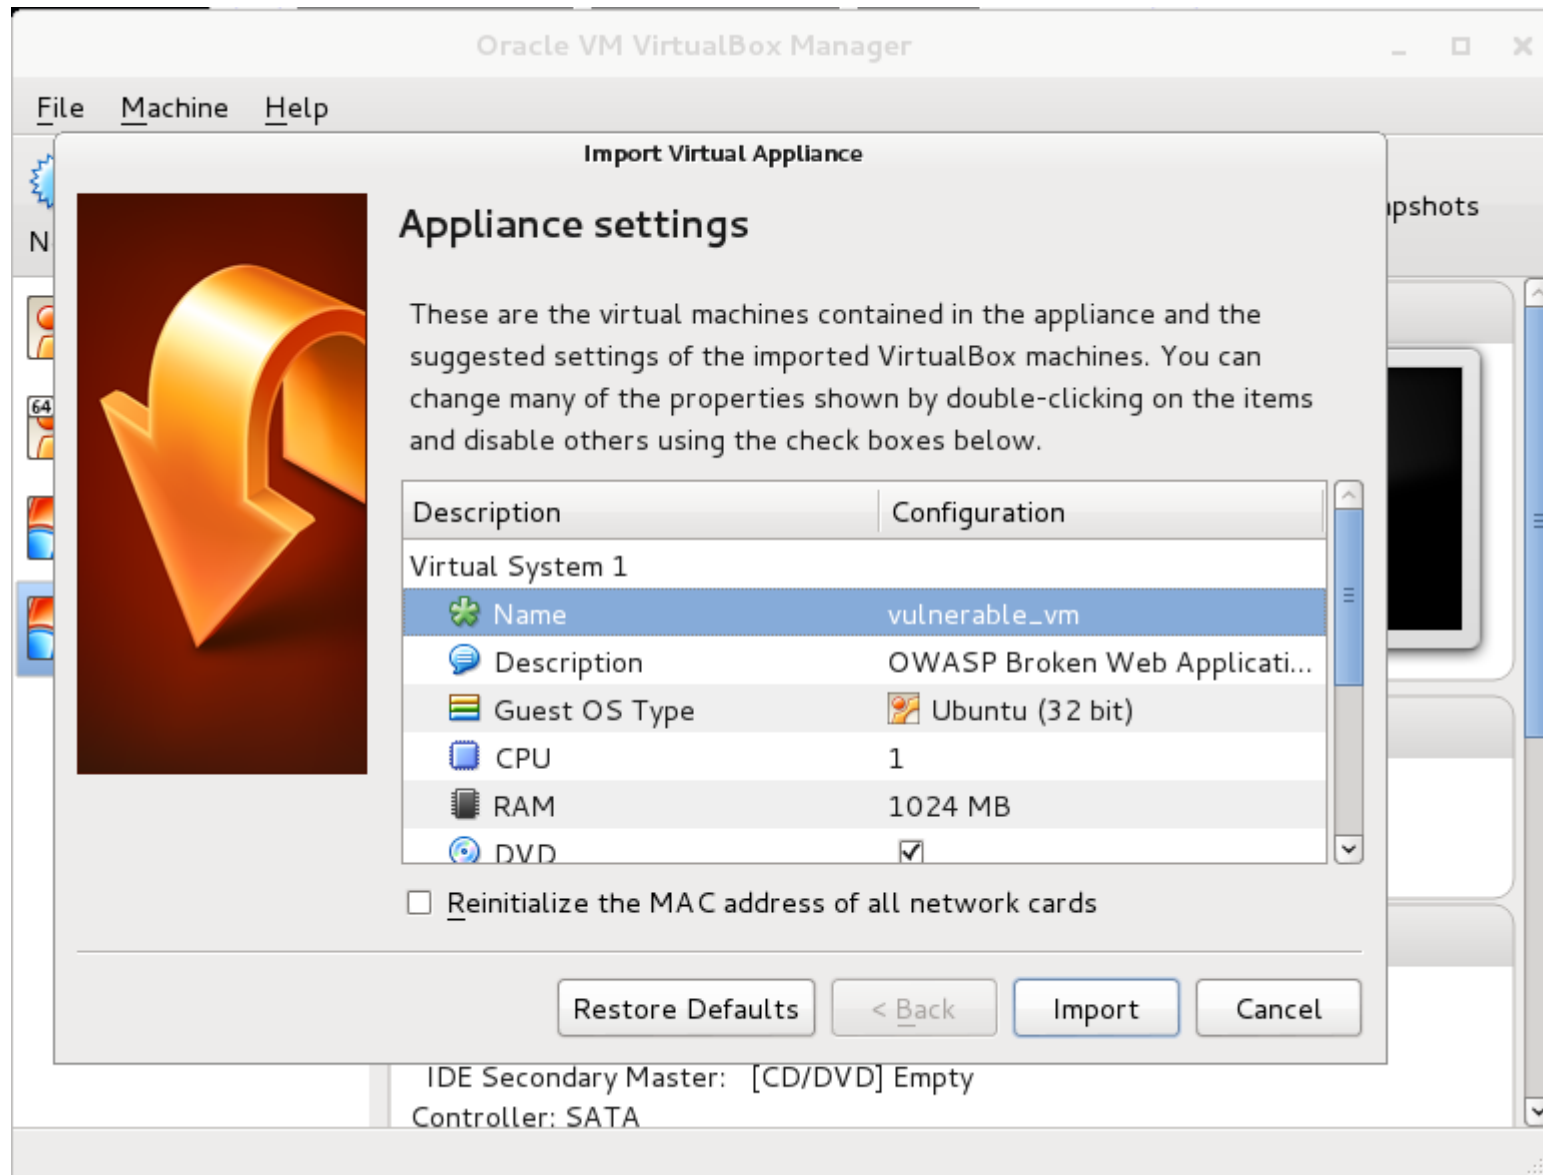 Oracle VM VirtualBox Manager
File Machine Help
Import Virtual Appliance
Appliance settings
These are the virtual machines contained in the appliance and the
suggested settings of the imported VirtualBox machines. You can
change many of the properties shown by double-clicking on the items
and disable others using the check boxes below.
Description Configuration
Virtual System 1
Name vulnerable_vm
Description OWASP Broken Web Applicati...
Guest OS Type Ubuntu (32 bit)
CPU 1
RAM 1024 MB
DVD
Reinitialize the MAC address of all network cards
Restore Defaults < Back Import Cancel
64
IDE Secondary Master: [CD/DVD] Empty
Controller: SATA